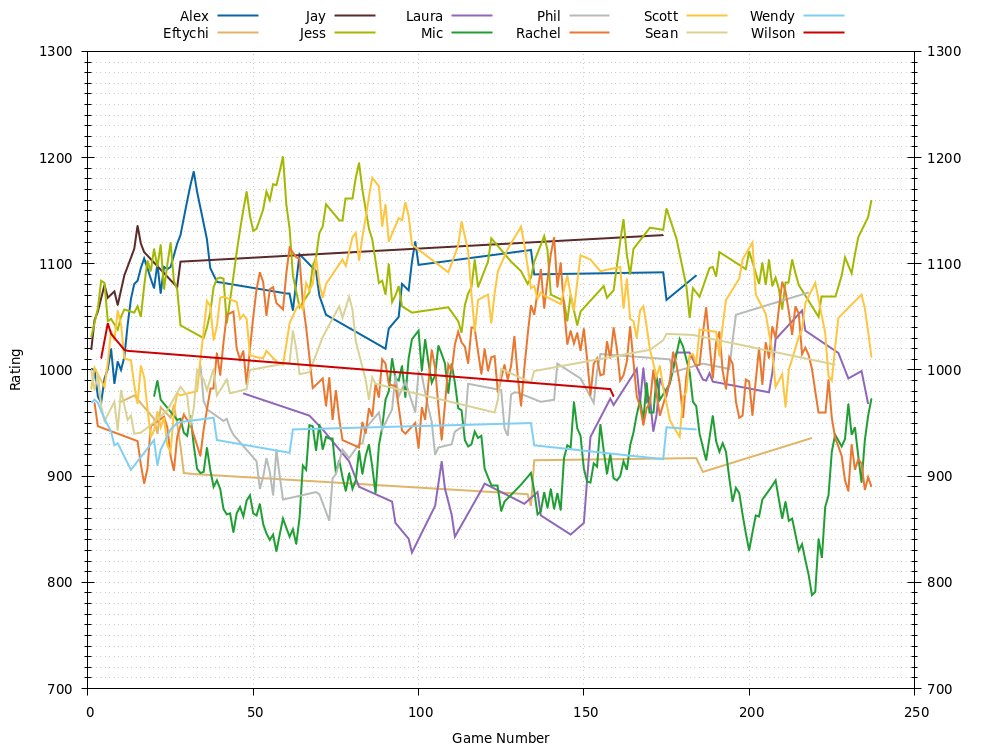 Alex Jay Laura Phil Scott Wendy
Eftychi Jess Mic Rachel Sean Wilson
1300 1300
1200 1200
1100 1100
1000 1000
900 900
800 800
700 700
Rating
0 50 100 150 200 250
Game Number